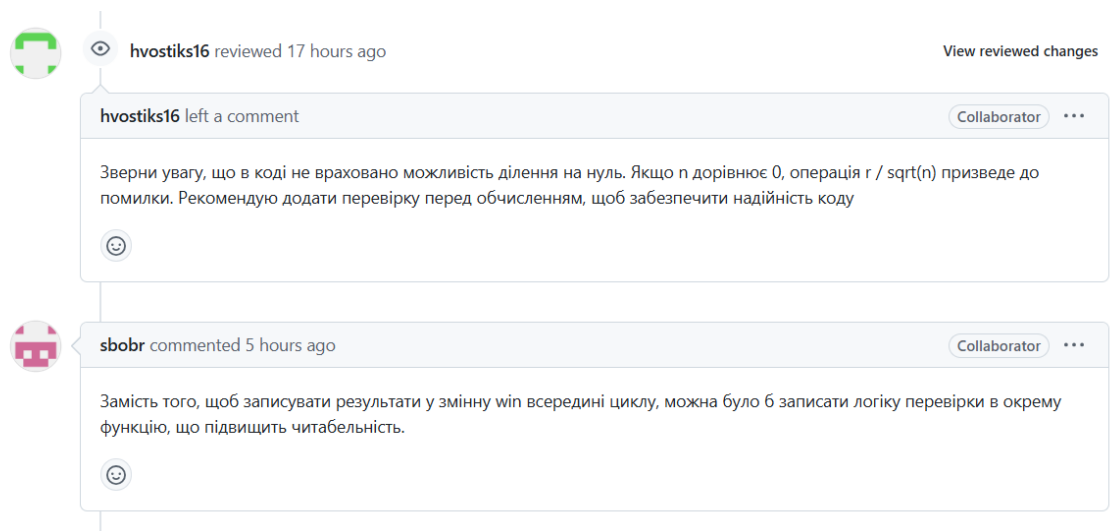 hvostiks16 reviewed 17 hours ago
View reviewed changes
hvostiks16 left a comment
Collaborator
Зверни увагу, що в коді не враховано можливість ділення на нуль. Якщо n дорівнює 0, операція r / sqrt(n) призведе до
помилки. Рекомендую додати перевірку перед обчисленням, щоб забезпечити надійність коду
sbobr commented 5 hours ago
Collaborator
Замість того, щоб записувати результати у змінну win всередині циклу, можна було б записати логіку перевірки в окрему
функцію, що підвищить читабельність.